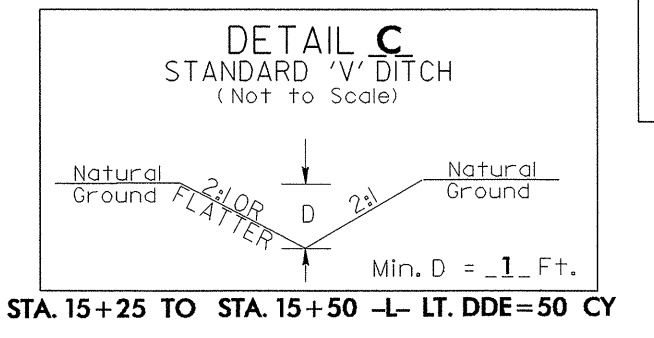 DETAIL C
STANDARD 'V' DITCH
(Not to Scale)
Natural
Ground
2:1 OR
FLATTER
D
2:1
Natural
Ground
Min. D = 1 Ft.
STA. 15+25 TO STA. 15+50 -L- LT. DDE=50 CY